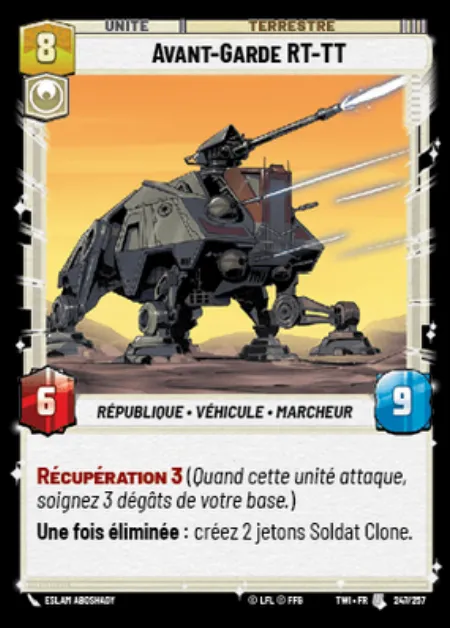 UNITÉ
TERRESTRE
8
AVANT-GARDE RT-TT
6
RÉPUBLIQUE • VÉHICULE • MARCHEUR
9
RÉCUPÉRATION 3 (Quand cette unité attaque,
soignez 3 dégâts de votre base.)
Une fois éliminée : créez 2 jetons Soldat Clone.
ESLAM ABOSHADY
© LFL © FFG
TWI • FR
247/257